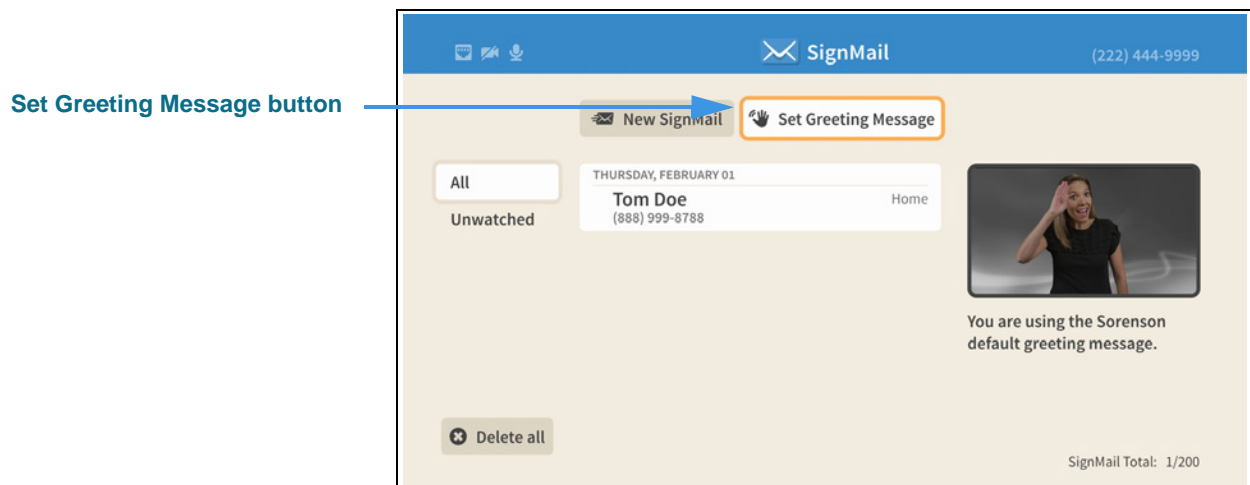 SignMail
(222) 444-9999
Set Greeting Message button
New SignMail
Set Greeting Message
All
Unwatched
THURSDAY, FEBRUARY 01
Tom Doe
Home
(888) 999-8788
You are using the Sorenson
default greeting message.
Delete all
SignMail Total: 1/200